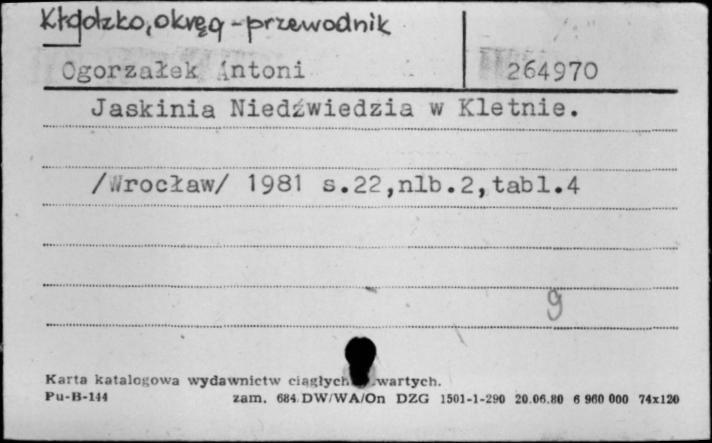 Kłodzko, okręg - przewodnik
Ogorzałek Antoni 264970
Jaskinia Niedźwiedzia w Kletnie.
/Wrocław/ 1981 s.22,nlb.2,tabl.4
9
Karta katalogowa wydawnictw ciągłych zwartych.
Pu-B-144 zam. 684 DW/WA/On DZG 1501-1-290 20.06.80 6 960 000 74x120